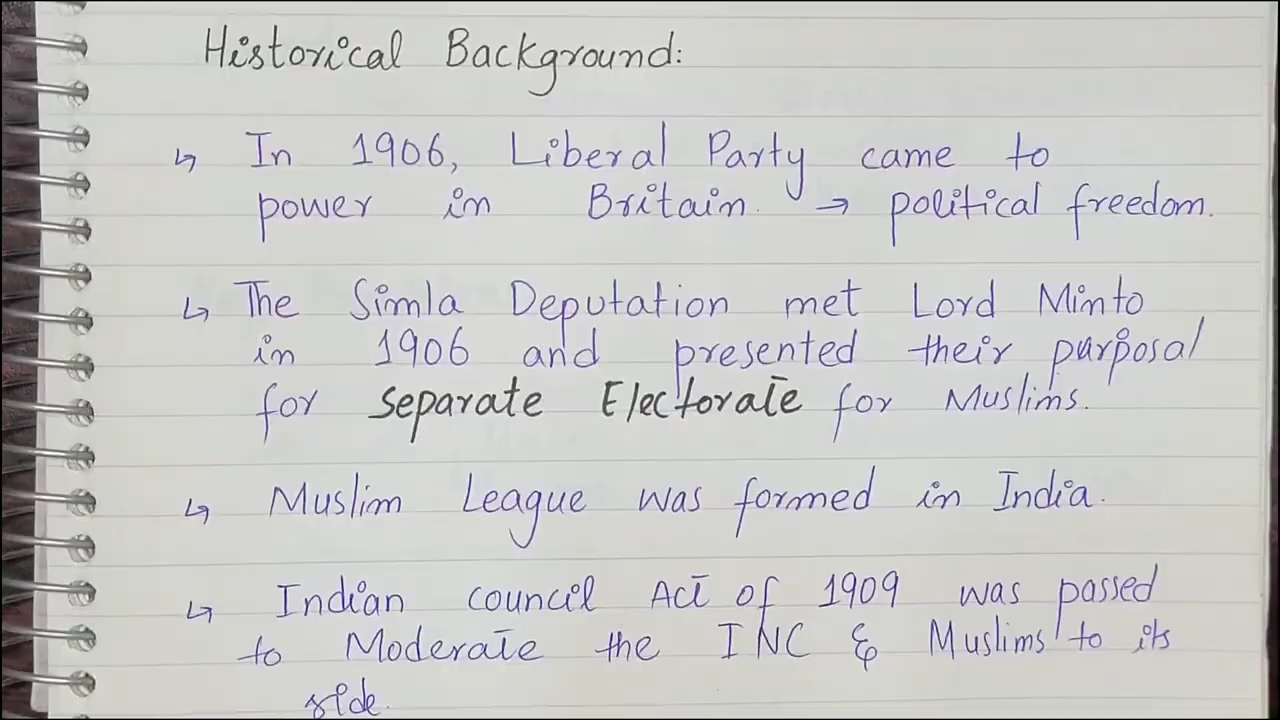 Historical Background:
↳ In 1906, Liberal Party came to
power in Britain. → political freedom.
↳ The Simla Deputation met Lord Minto
in 1906 and presented their purposal
for separate Electorate for Muslims.
↳ Muslim League was formed in India.
↳ Indian council Act of 1909 was passed
to Moderate the INC & Muslims to its
side.